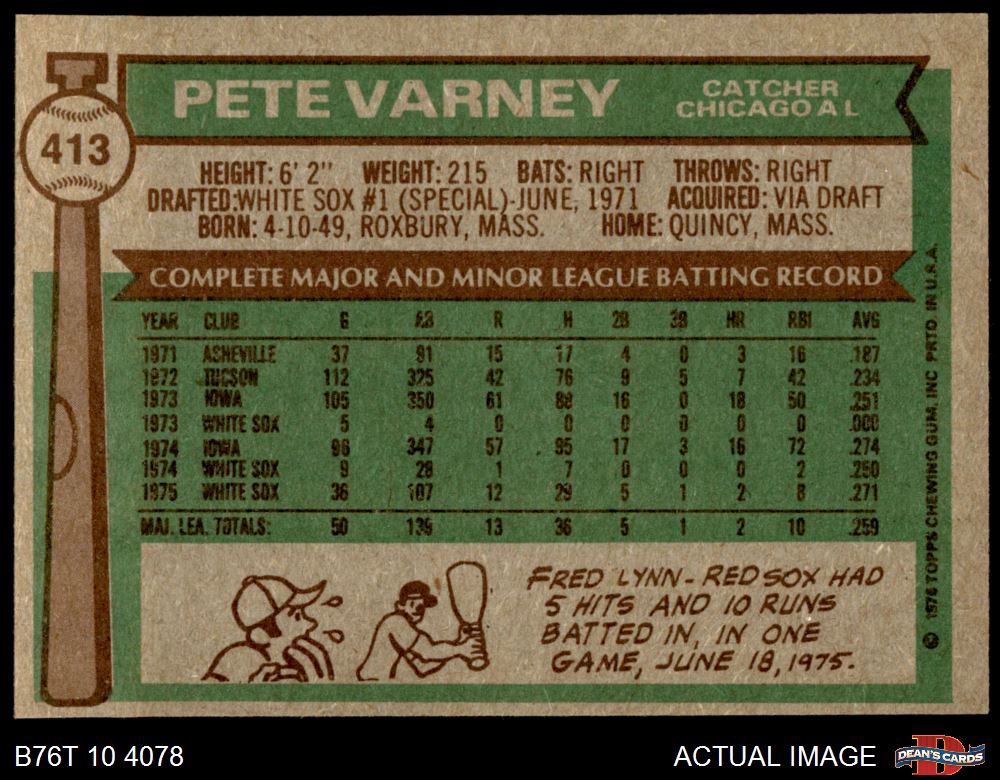 413
PETE VARNEY
CATCHER
CHICAGO A L
HEIGHT: 6' 2" WEIGHT: 215 BATS: RIGHT THROWS: RIGHT
DRAFTED:WHITE SOX #1 (SPECIAL)-JUNE, 1971 ACQUIRED: VIA DRAFT
BORN: 4-10-49, ROXBURY, MASS. HOME: QUINCY, MASS.
COMPLETE MAJOR AND MINOR LEAGUE BATTING RECORD
YEAR CLUB G AB R H 2B 3B HR RBI AVG
1971 ASHEVILLE 37 91 15 17 4 0 3 16 .187
1972 TUCSON 112 325 42 76 9 5 7 42 .234
1973 IOWA 105 350 61 88 16 0 18 50 .251
1973 WHITE SOX 5 4 0 0 0 0 0 0 .000
1974 IOWA 96 347 57 95 17 3 16 72 .274
1974 WHITE SOX 9 28 1 7 0 0 0 2 .250
1975 WHITE SOX 36 107 12 29 5 1 2 8 .271
MAJ. LEA. TOTALS: 50 139 13 36 5 1 2 10 .259
FRED LYNN-RED SOX HAD
5 HITS AND 10 RUNS
BATTED IN, IN ONE
GAME, JUNE 18, 1975.
© 1976 TOPPS CHEWING GUM, INC PRTD. IN U.S.A.
B76T 10 4078
ACTUAL IMAGE
DEAN'S CARDS